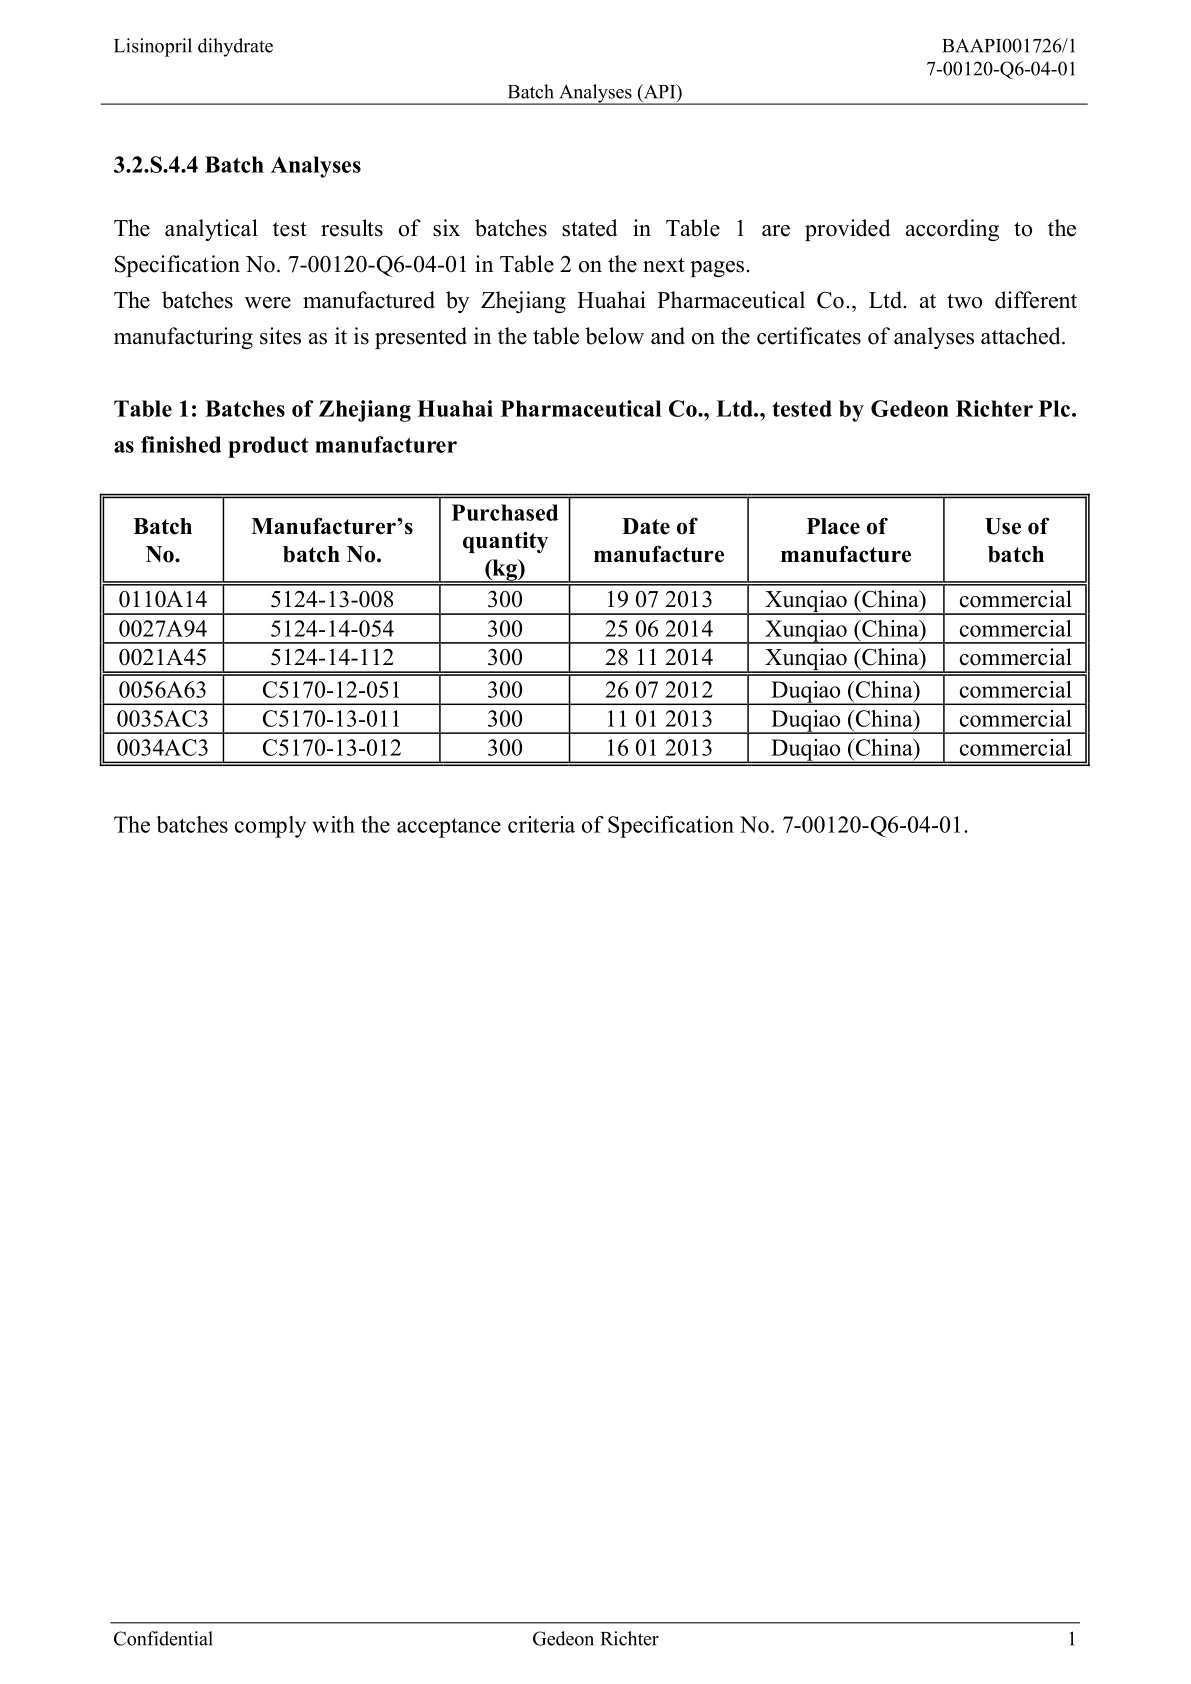 Lisinopril dihydrate BAAPI001726/1
7-00120-Q6-04-01
Batch Analyses (API)
3.2.S.4.4 Batch Analyses
The analytical test results of six batches stated in Table 1 are provided according to the
Specification No. 7-00120-Q6-04-01 in Table 2 on the next pages.
The batches were manufactured by Zhejiang Huahai Pharmaceutical Co., Ltd. at two different
manufacturing sites as it is presented in the table below and on the certificates of analyses attached.
Table 1: Batches of Zhejiang Huahai Pharmaceutical Co., Ltd., tested by Gedeon Richter Plc.
as finished product manufacturer
Batch No. Manufacturer’s batch No. Purchased quantity (kg) Date of manufacture Place of manufacture Use of batch
0110A14 5124-13-008 300 19 07 2013 Xunqiao (China) commercial
0027A94 5124-14-054 300 25 06 2014 Xunqiao (China) commercial
0021A45 5124-14-112 300 28 11 2014 Xunqiao (China) commercial
0056A63 C5170-12-051 300 26 07 2012 Duqiao (China) commercial
0035AC3 C5170-13-011 300 11 01 2013 Duqiao (China) commercial
0034AC3 C5170-13-012 300 16 01 2013 Duqiao (China) commercial
The batches comply with the acceptance criteria of Specification No. 7-00120-Q6-04-01.
Confidential Gedeon Richter 1